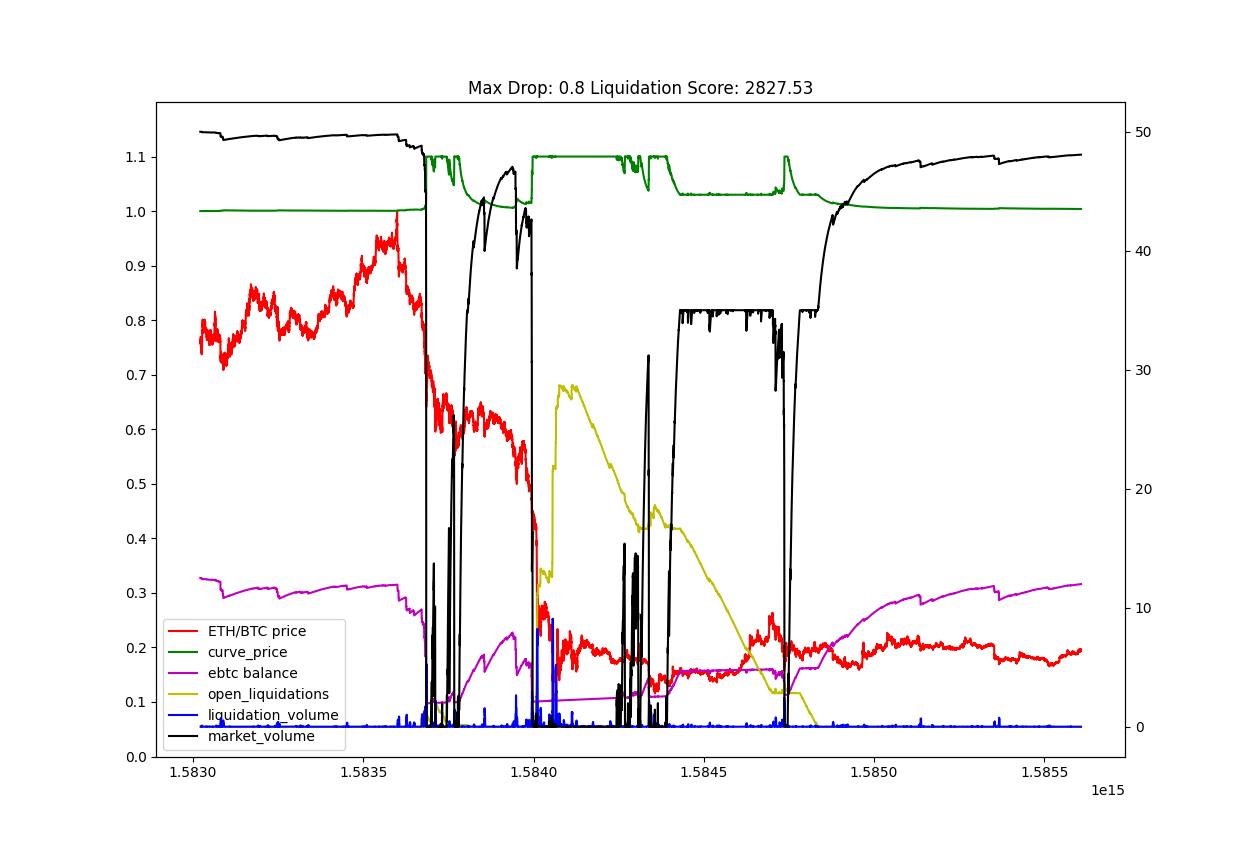 Max Drop: 0.8 Liquidation Score: 2827.53
1.1
1.0
0.9
0.8
0.7
0.6
0.5
0.4
0.3
0.2
0.1
0.0
50
40
30
20
10
0
ETH/BTC price
curve_price
ebtc balance
open_liquidations
liquidation_volume
market_volume
1.5830 1.5835 1.5840 1.5845 1.5850 1.5855
1e15